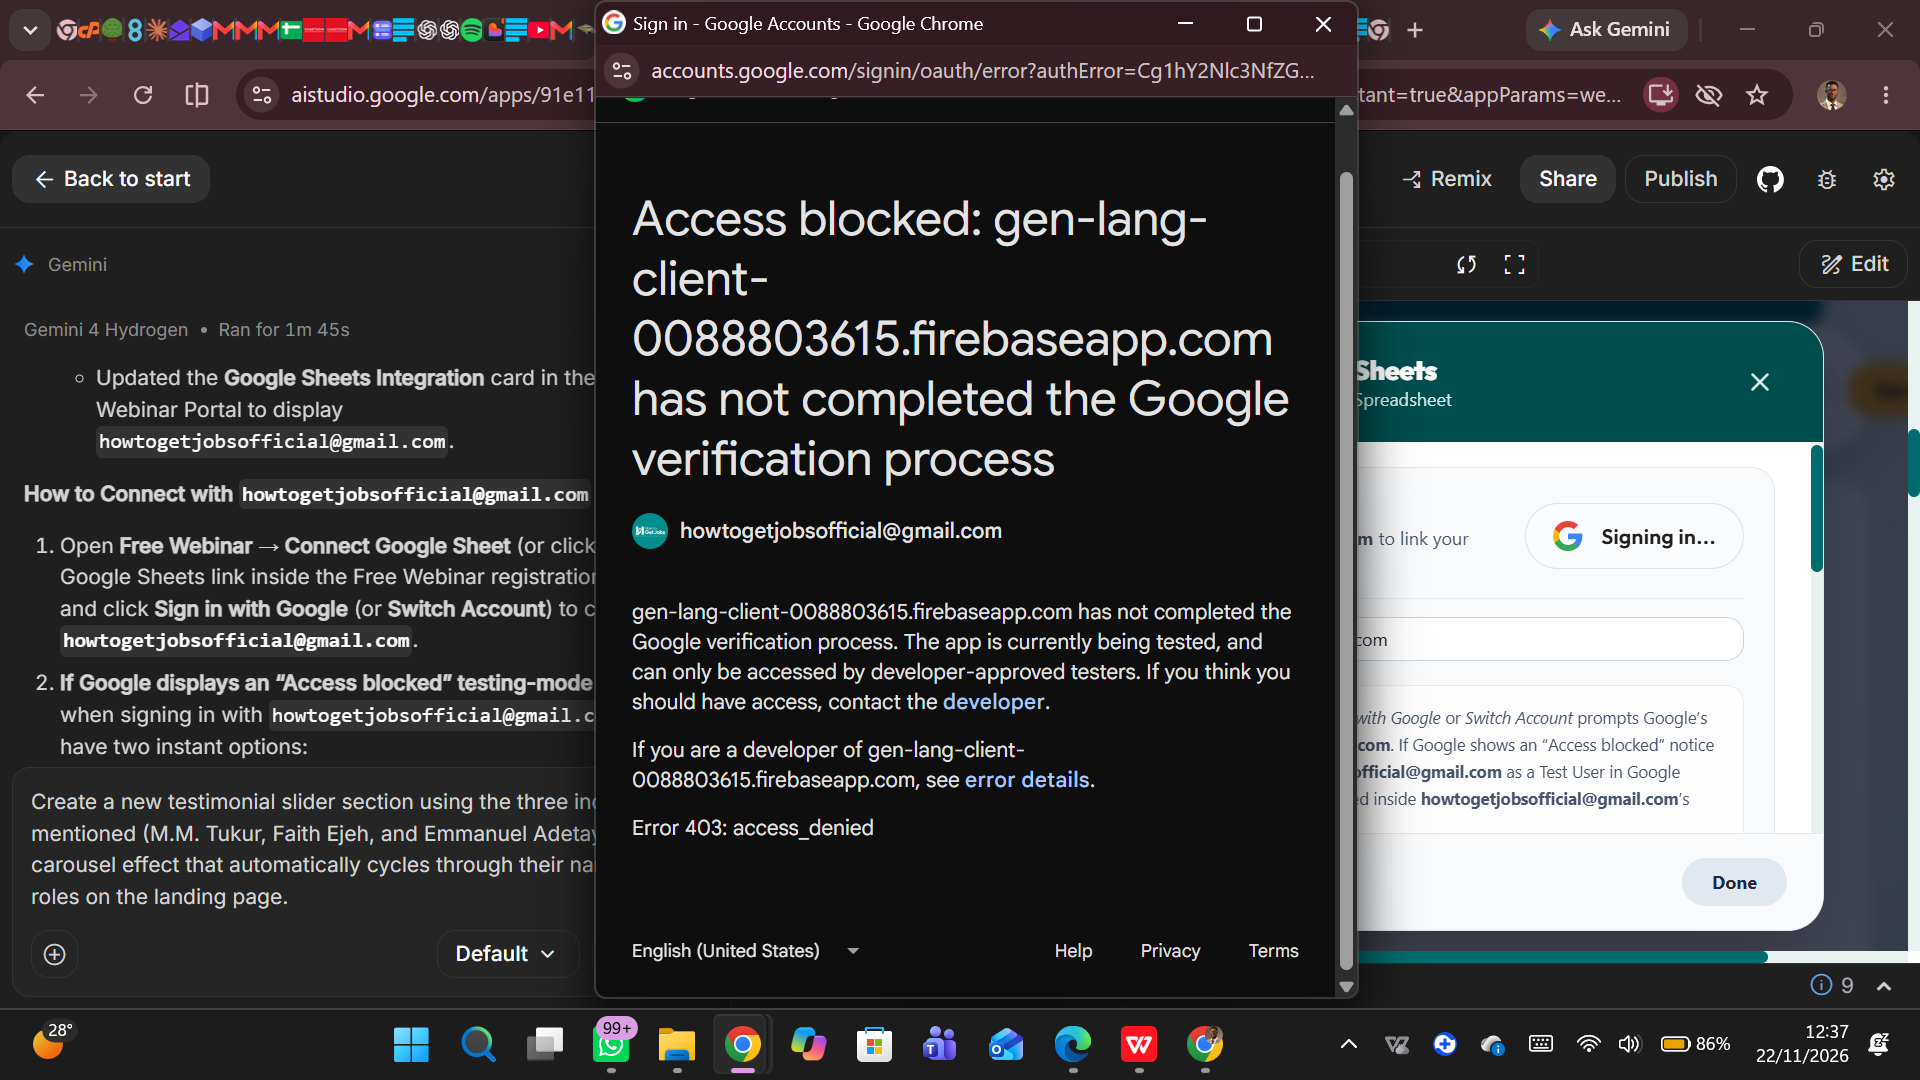 Sign in - Google Accounts - Google Chrome
Ask Gemini
accounts.google.com/signin/oauth/error?authError=Cg1hY2Nlc3NfZG...
aistudio.google.com/apps/91e11
tant=true&appParams=we...
Back to start
Remix
Share
Publish
Gemini
Edit
Gemini 4 Hydrogen • Ran for 1m 45s
Updated the Google Sheets Integration card in the
Webinar Portal to display
howtogetjobsofficial@gmail.com.
How to Connect with howtogetjobsofficial@gmail.com
1. Open Free Webinar → Connect Google Sheet (or click
Google Sheets link inside the Free Webinar registration
and click Sign in with Google (or Switch Account) to c
howtogetjobsofficial@gmail.com.
2. If Google displays an “Access blocked” testing-mode
when signing in with howtogetjobsofficial@gmail.c
have two instant options:
Create a new testimonial slider section using the three in
mentioned (M.M. Tukur, Faith Ejeh, and Emmanuel Adetay
carousel effect that automatically cycles through their na
roles on the landing page.
Default
Access blocked: gen-lang-
client-
0088803615.firebaseapp.com
has not completed the Google
verification process
howtogetjobsofficial@gmail.com
gen-lang-client-0088803615.firebaseapp.com has not completed the
Google verification process. The app is currently being tested, and
can only be accessed by developer-approved testers. If you think you
should have access, contact the developer.
If you are a developer of gen-lang-client-
0088803615.firebaseapp.com, see error details.
Error 403: access_denied
English (United States)
Help
Privacy
Terms
Sheets
Spreadsheet
m to link your
Signing in...
com
with Google or Switch Account prompts Google’s
com. If Google shows an “Access blocked” notice
official@gmail.com as a Test User in Google
d inside howtogetjobsofficial@gmail.com’s
Done
9
28°
99+
86%
12:37
22/11/2026